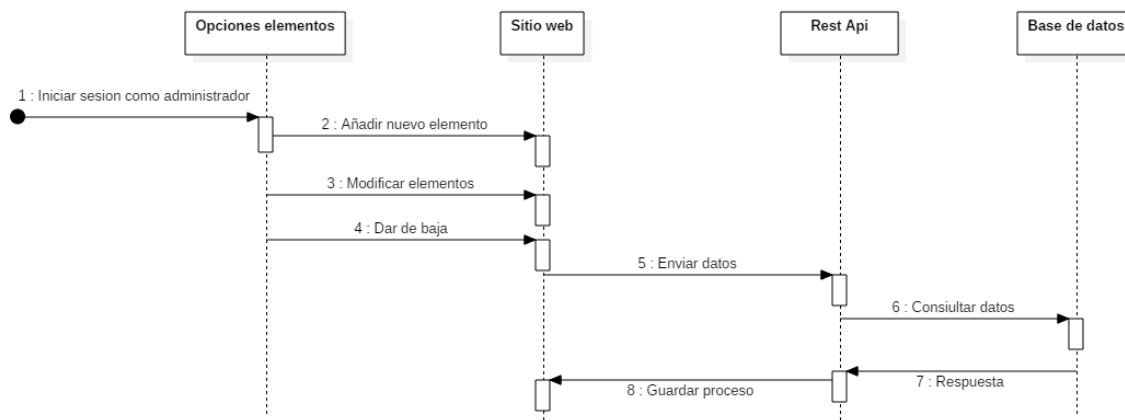 Opciones elementos
Sitio web
Rest Api
Base de datos
1 : Iniciar sesion como administrador
2 : Añadir nuevo elemento
3 : Modificar elementos
4 : Dar de baja
5 : Enviar datos
6 : Consiultar datos
7 : Respuesta
8 : Guardar proceso